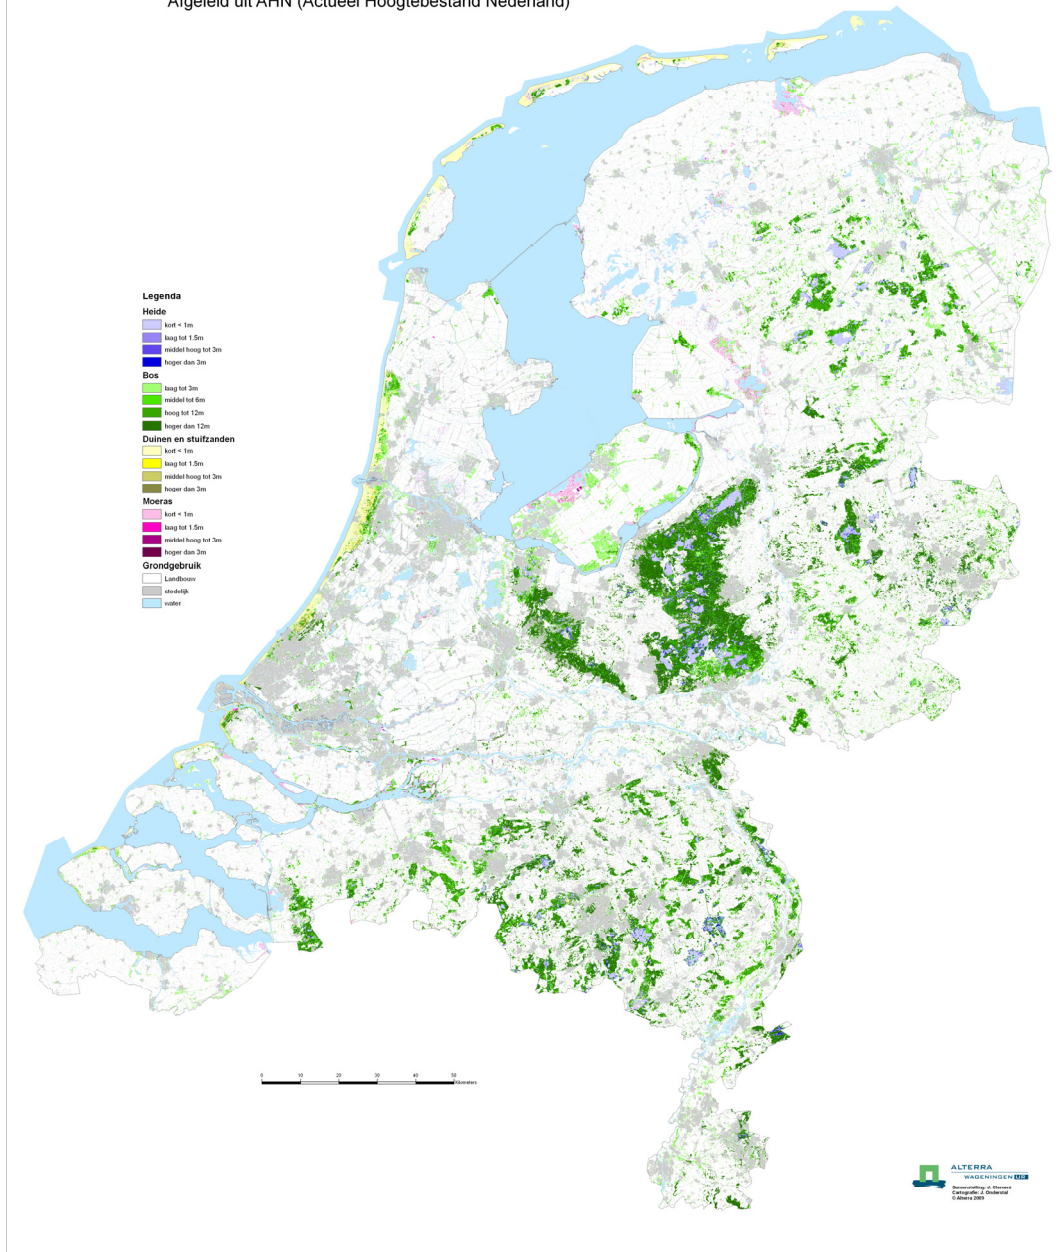 Afgeleid uit AHN (Actueel Hoogtebestand Nederland)
Legenda
Heide
kort < 1m
laag tot 1.5m
middel hoog tot 3m
hoger dan 3m
Bos
laag tot 3m
middel tot 6m
hoog tot 12m
hoger dan 12m
Duinen en stuifzanden
kort < 1m
laag tot 1.5m
middel hoog tot 3m
hoger dan 3m
Moeras
kort < 1m
laag tot 1.5m
middel hoog tot 3m
hoger dan 3m
Grondgebruik
Landbouw
stedelijk
water
0 10 20 30 40 50
Kilometers
ALTERRA
WAGENINGEN UR
Cartografie: J. Onderstal
© Alterra 2009